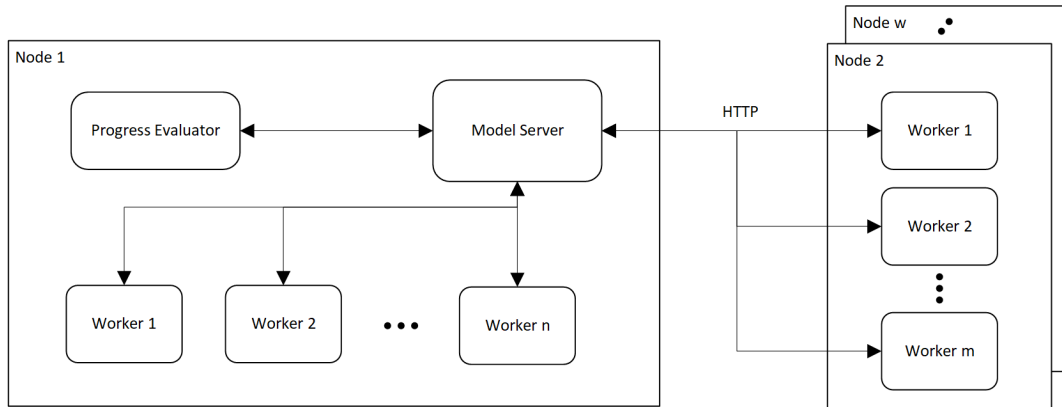 Node 1
Progress Evaluator
Model Server
Worker 1
Worker 2
Worker n
HTTP
Node w
Node 2
Worker 1
Worker 2
Worker m